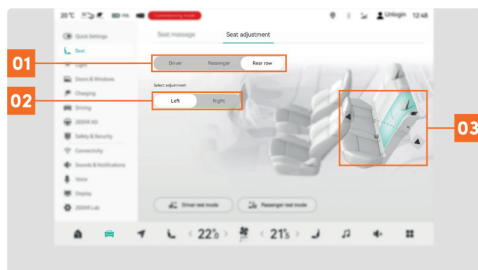 20°C
Commissioning mode
Unlogin 12:48
Quick Settings
Seat massage
Seat adjustment
Seat
Light
01
Driver Passenger Rear row
Doors & Windows
Select adjustment
Charging
02
Left Right
Driving
ZEEKR AD
03
Safety & Security
Connectivity
Sounds & Notifications
Voice
Display
Driver rest mode
Passenger rest mode
ZEEKR Lab
22°5
21°5